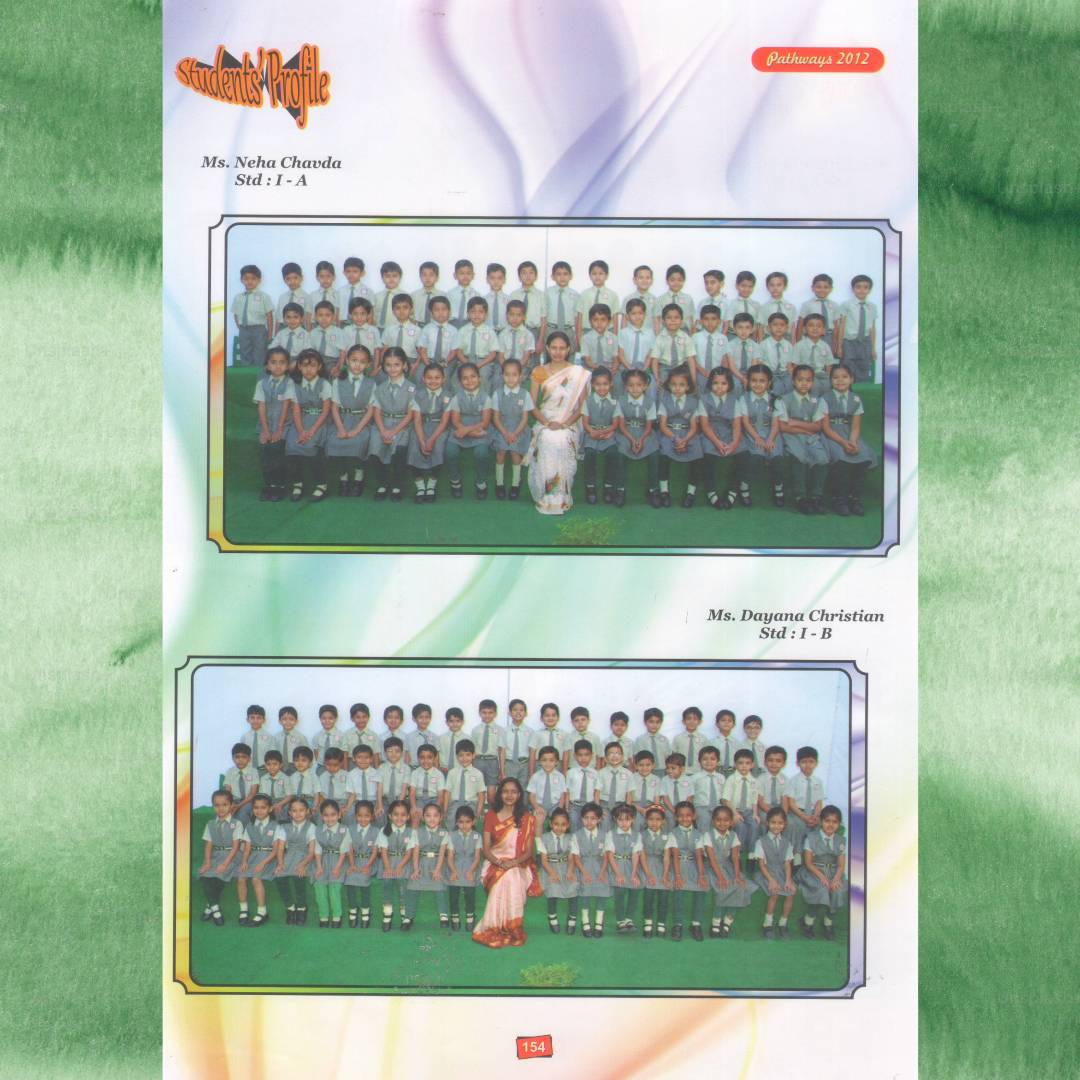 Students' Profile
Pathways 2012
Ms. Neha Chavda
Std : I - A
Ms. Dayana Christian
Std : I - B
154